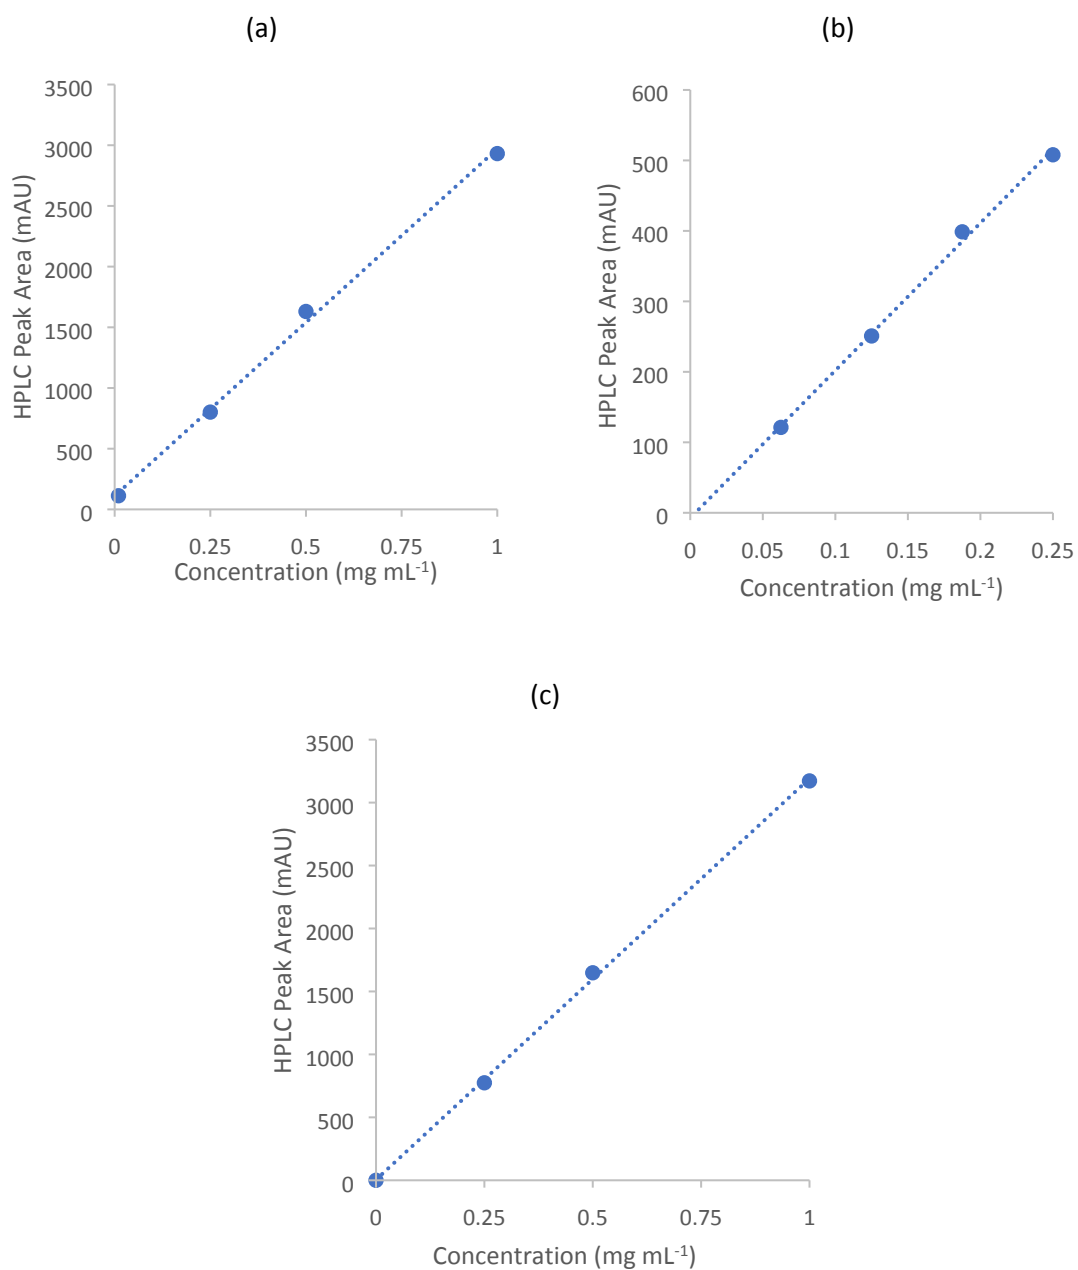 (a)
3500
3000
2500
2000
1500
1000
500
0
HPLC Peak Area (mAU)
0 0.25 0.5 0.75 1
Concentration (mg mL⁻¹)
(b)
600
500
400
300
200
100
0
HPLC Peak Area (mAU)
0 0.05 0.1 0.15 0.2 0.25
Concentration (mg mL⁻¹)
(c)
3500
3000
2500
2000
1500
1000
500
0
HPLC Peak Area (mAU)
0 0.25 0.5 0.75 1
Concentration (mg mL⁻¹)